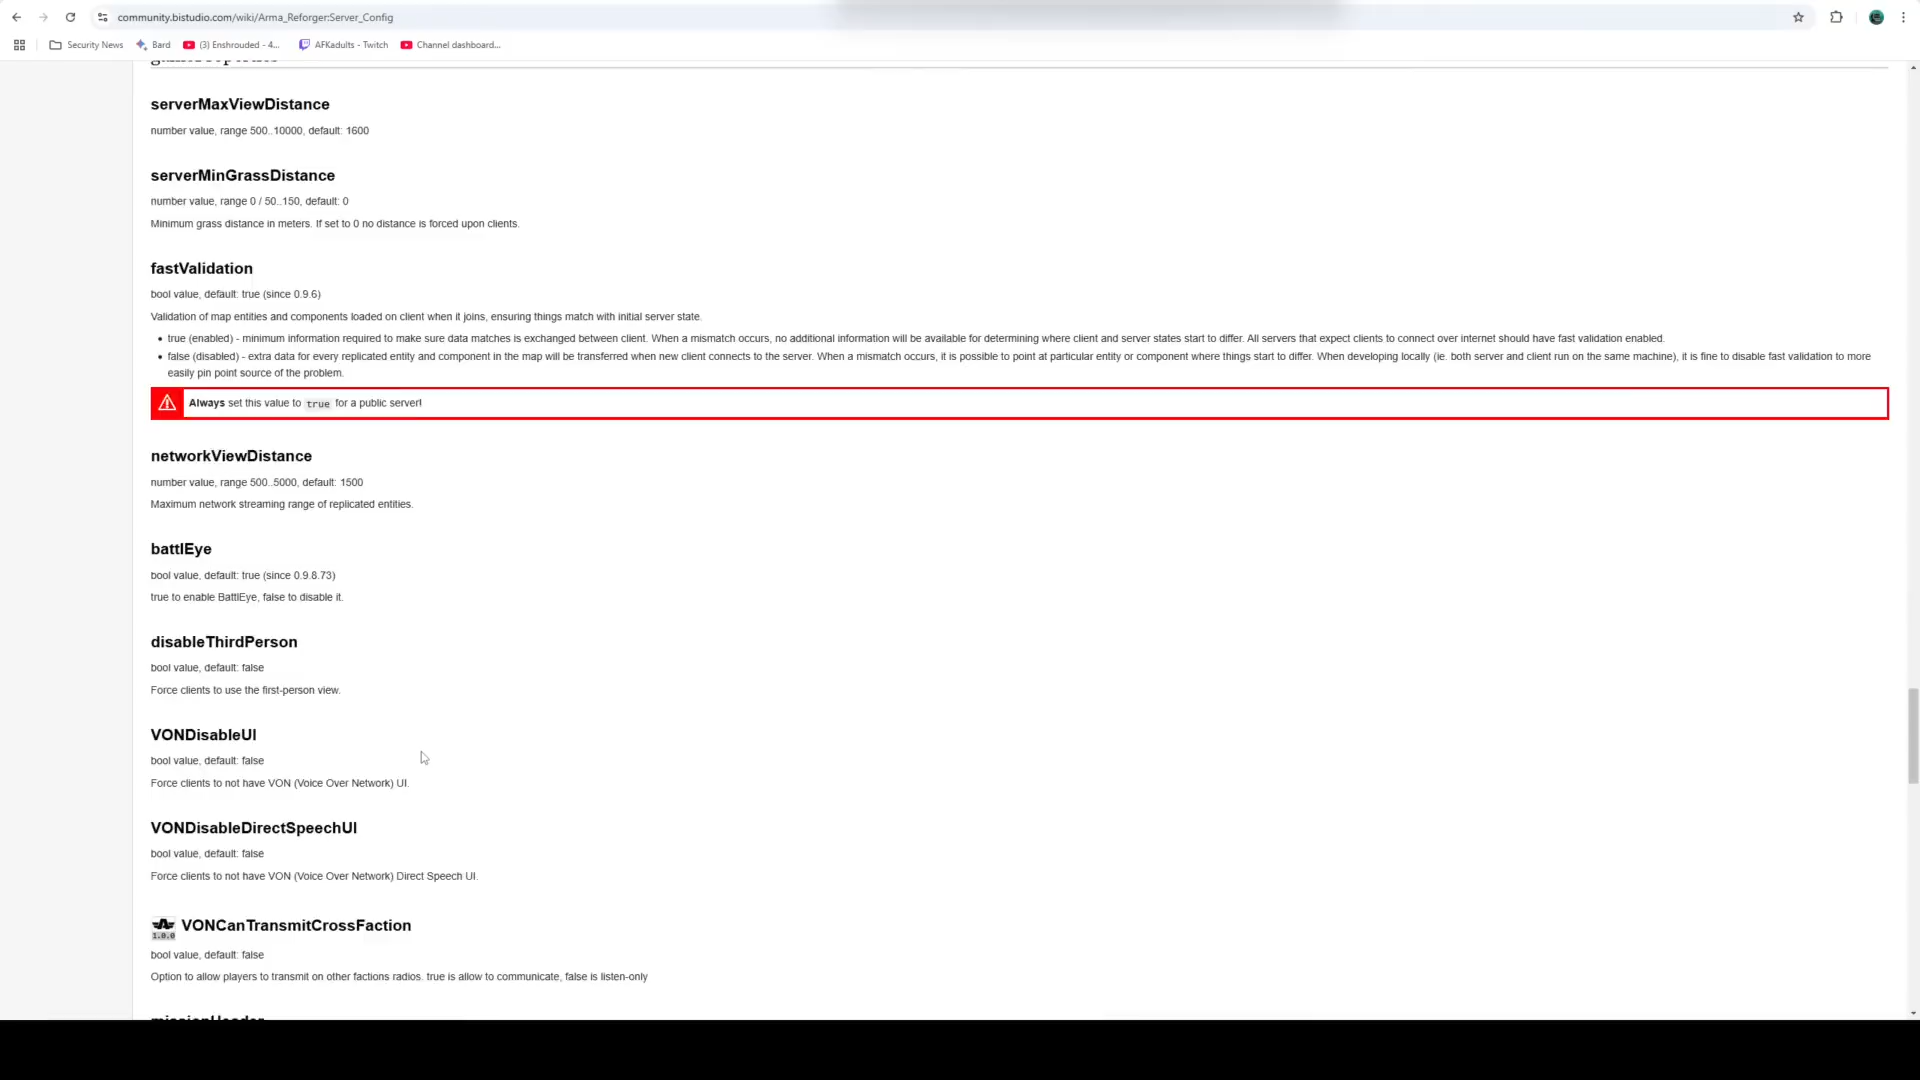 community.bistudio.com/wiki/Arma_Reforger:Server_Config
Security News
Bard
(3) Enshrouded - 4...
AFKadults - Twitch
Channel dashboard...
gameProperties
serverMaxViewDistance
number value, range 500..10000, default: 1600
serverMinGrassDistance
number value, range 0 / 50..150, default: 0
Minimum grass distance in meters. If set to 0 no distance is forced upon clients.
fastValidation
bool value, default: true (since 0.9.6)
Validation of map entities and components loaded on client when it joins, ensuring things match with initial server state.
true (enabled) - minimum information required to make sure data matches is exchanged between client. When a mismatch occurs, no additional information will be available for determining where client and server states start to differ. All servers that expect clients to connect over internet should have fast validation enabled.
false (disabled) - extra data for every replicated entity and component in the map will be transferred when new client connects to the server. When a mismatch occurs, it is possible to point at particular entity or component where things start to differ. When developing locally (ie. both server and client run on the same machine), it is fine to disable fast validation to more
easily pin point source of the problem.
Always set this value to true for a public server!
networkViewDistance
number value, range 500..5000, default: 1500
Maximum network streaming range of replicated entities.
battlEye
bool value, default: true (since 0.9.8.73)
true to enable BattlEye, false to disable it.
disableThirdPerson
bool value, default: false
Force clients to use the first-person view.
VONDisableUI
bool value, default: false
Force clients to not have VON (Voice Over Network) UI.
VONDisableDirectSpeechUI
bool value, default: false
Force clients to not have VON (Voice Over Network) Direct Speech UI.
1.0.0 VONCanTransmitCrossFaction
bool value, default: false
Option to allow players to transmit on other factions radios. true is allow to communicate, false is listen-only
missionHeader